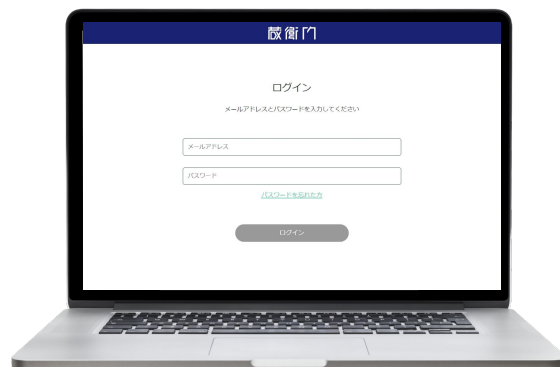 蔵衛門
ログイン
メールアドレスとパスワードを入力してください
メールアドレス
パスワード
パスワードを忘れた方
ログイン